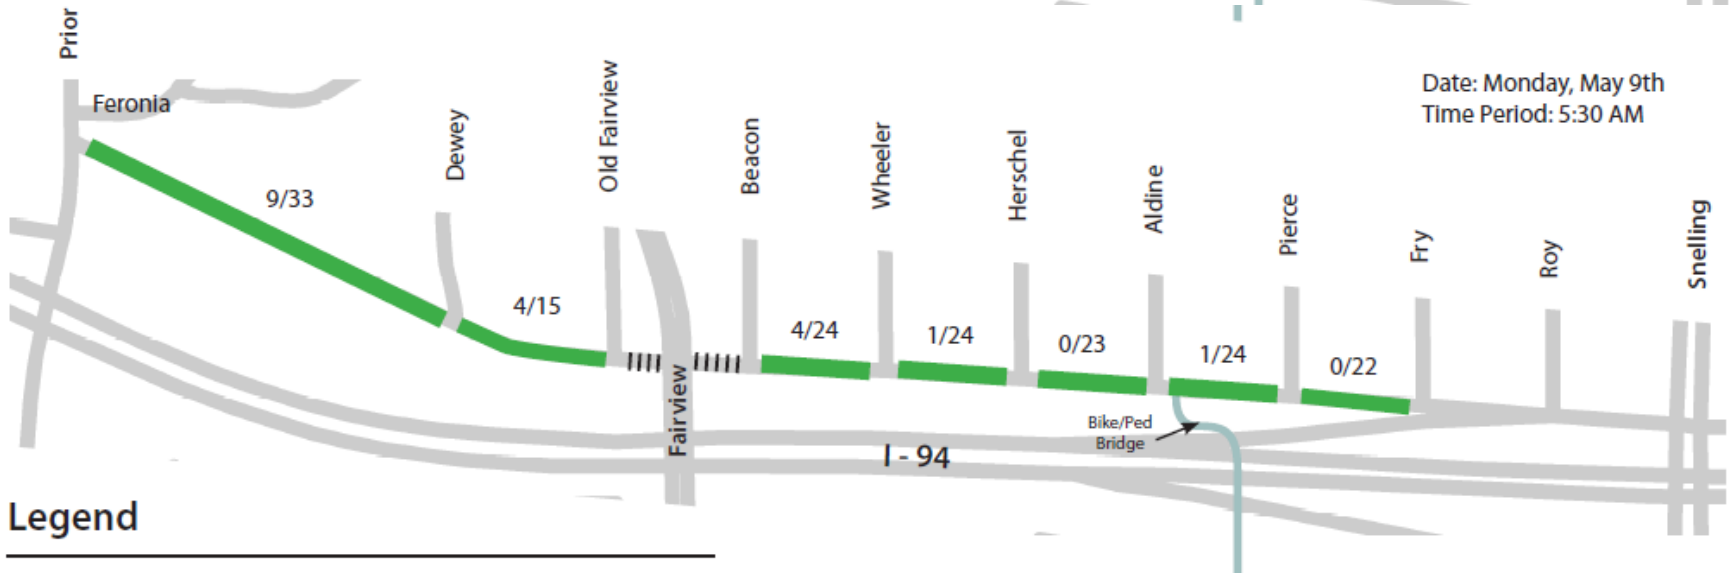 Prior
Feronia
Date: Monday, May 9th
Time Period: 5:30 AM
Dewey
Old Fairview
Beacon
Wheeler
Herschel
Aldine
Pierce
Fry
Roy
Snelling
9/33
4/15
4/24
1/24
0/23
1/24
0/22
Fairview
Bike/Ped
Bridge
I - 94
Legend